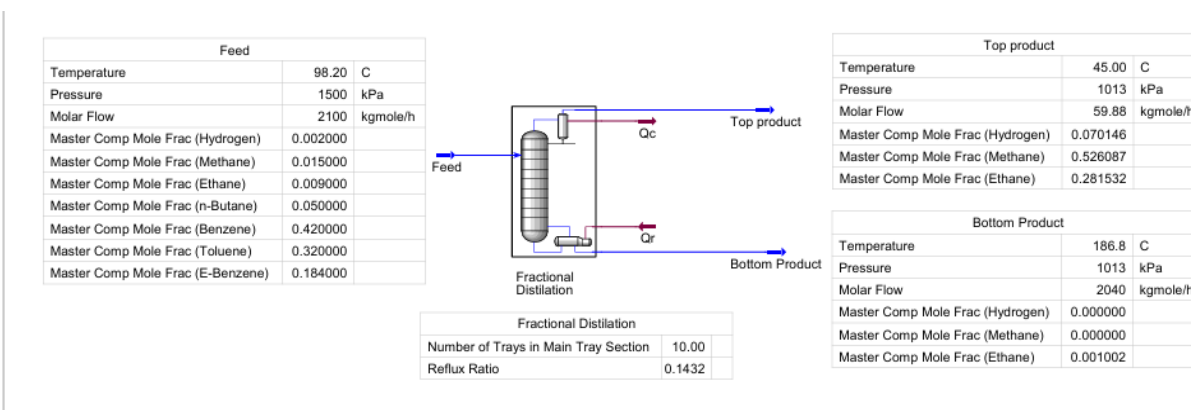 Feed
Temperature 98.20 C
Pressure 1500 kPa
Molar Flow 2100 kgmole/h
Master Comp Mole Frac (Hydrogen) 0.002000
Master Comp Mole Frac (Methane) 0.015000
Master Comp Mole Frac (Ethane) 0.009000
Master Comp Mole Frac (n-Butane) 0.050000
Master Comp Mole Frac (Benzene) 0.420000
Master Comp Mole Frac (Toluene) 0.320000
Master Comp Mole Frac (E-Benzene) 0.184000
Feed
Qc
Top product
Qr
Bottom Product
Fractional
Distilation
Fractional Distilation
Number of Trays in Main Tray Section 10.00
Reflux Ratio 0.1432
Top product
Temperature 45.00 C
Pressure 1013 kPa
Molar Flow 59.88 kgmole/h
Master Comp Mole Frac (Hydrogen) 0.070146
Master Comp Mole Frac (Methane) 0.526087
Master Comp Mole Frac (Ethane) 0.281532
Bottom Product
Temperature 186.8 C
Pressure 1013 kPa
Molar Flow 2040 kgmole/h
Master Comp Mole Frac (Hydrogen) 0.000000
Master Comp Mole Frac (Methane) 0.000000
Master Comp Mole Frac (Ethane) 0.001002